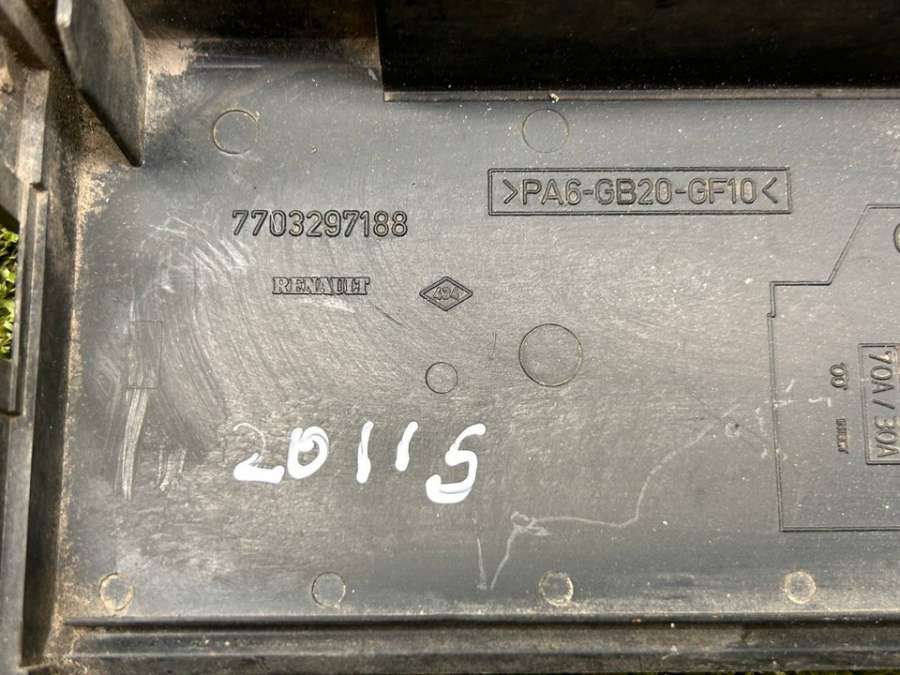 >PA6-GB20-GF10<
7703297188
RENAULT
70A / 30A
20115